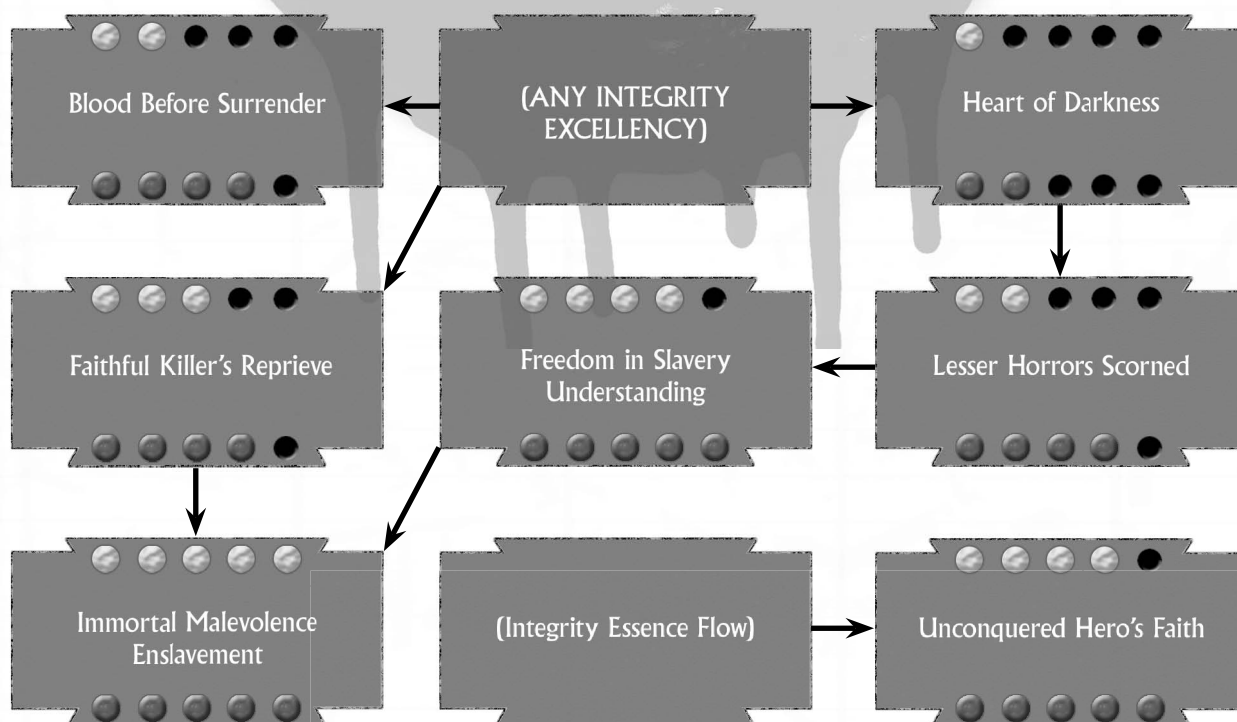 Blood Before Surrender
(ANY INTEGRITY
EXCELLENCY)
Heart of Darkness
Faithful Killer's Reprieve
Freedom in Slavery
Understanding
Lesser Horrors Scorned
Immortal Malevolence
Enslavement
(Integrity Essence Flow)
Unconquered Hero's Faith